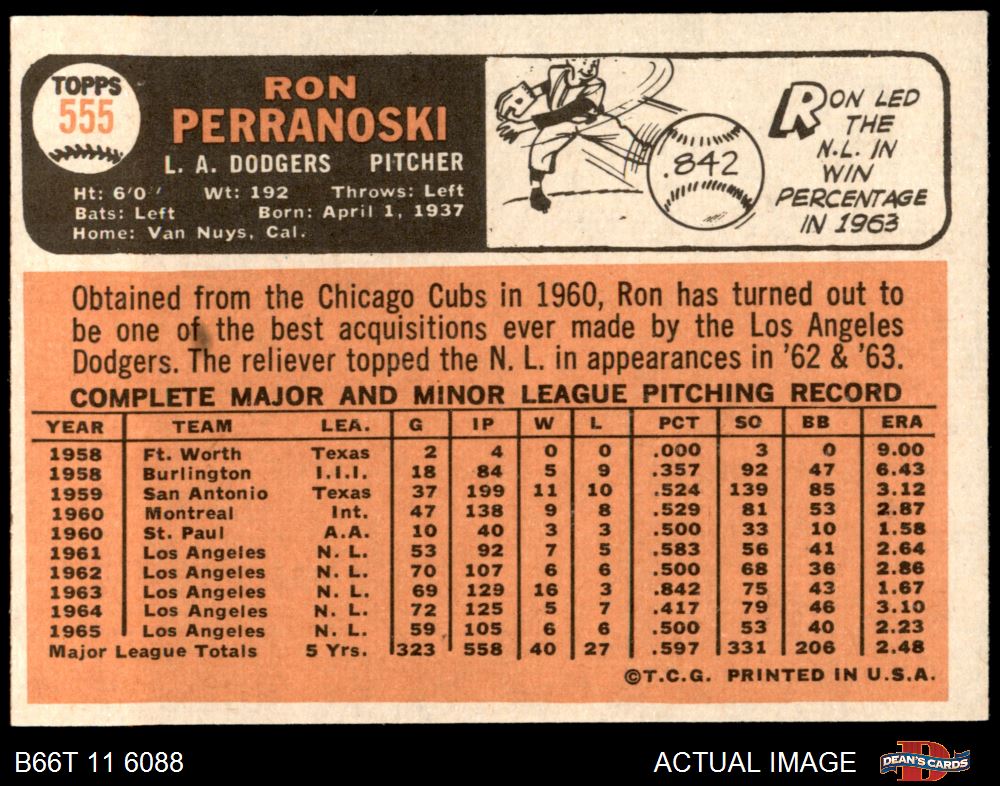 TOPPS
555
RON
PERRANOSKI
L. A. DODGERS PITCHER
Ht: 6'0" Wt: 192 Throws: Left
Bats: Left Born: April 1, 1937
Home: Van Nuys, Cal.
.842
RON LED
THE
N.L. IN
WIN
PERCENTAGE
IN 1963
Obtained from the Chicago Cubs in 1960, Ron has turned out to
be one of the best acquisitions ever made by the Los Angeles
Dodgers. The reliever topped the N. L. in appearances in '62 & '63.
COMPLETE MAJOR AND MINOR LEAGUE PITCHING RECORD
YEAR TEAM LEA. G IP W L PCT SO BB ERA
1958 Ft. Worth Texas 2 4 0 0 .000 3 0 9.00
1958 Burlington I.I.I. 18 84 5 9 .357 92 47 6.43
1959 San Antonio Texas 37 199 11 10 .524 139 85 3.12
1960 Montreal Int. 47 138 9 8 .529 81 53 2.87
1960 St. Paul A.A. 10 40 3 3 .500 33 10 1.58
1961 Los Angeles N. L. 53 92 7 5 .583 56 41 2.64
1962 Los Angeles N. L. 70 107 6 6 .500 68 36 2.86
1963 Los Angeles N. L. 69 129 16 3 .842 75 43 1.67
1964 Los Angeles N. L. 72 125 5 7 .417 79 46 3.10
1965 Los Angeles N. L. 59 105 6 6 .500 53 40 2.23
Major League Totals 5 Yrs. 323 558 40 27 .597 331 206 2.48
©T.C.G. PRINTED IN U.S.A.
B66T 11 6088 ACTUAL IMAGE DEAN'S CARDS